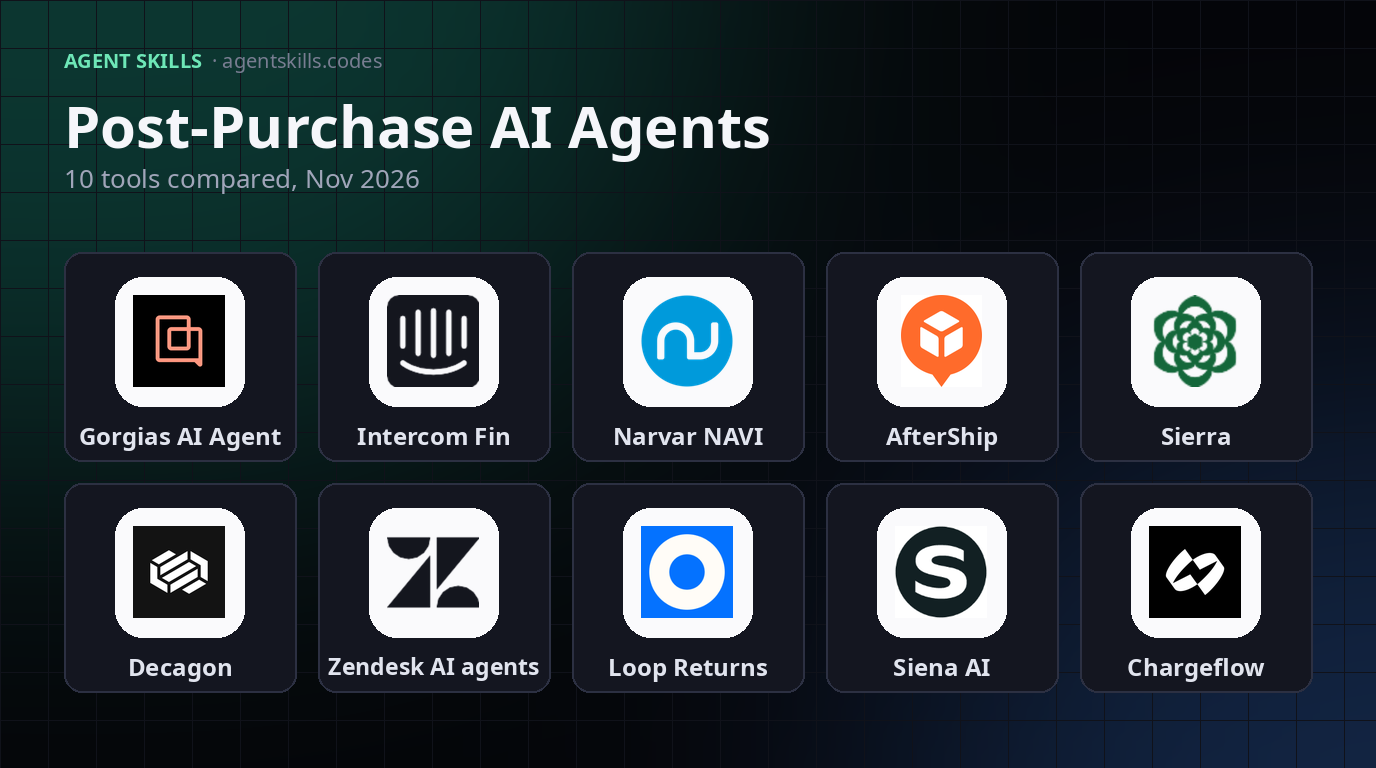 AGENT SKILLS · agentskills.codes
Post-Purchase AI Agents
10 tools compared, Nov 2026
Gorgias AI Agent
Intercom Fin
Narvar NAVI
AfterShip
Sierra
Decagon
Zendesk AI agents
Loop Returns
Siena AI
Chargeflow